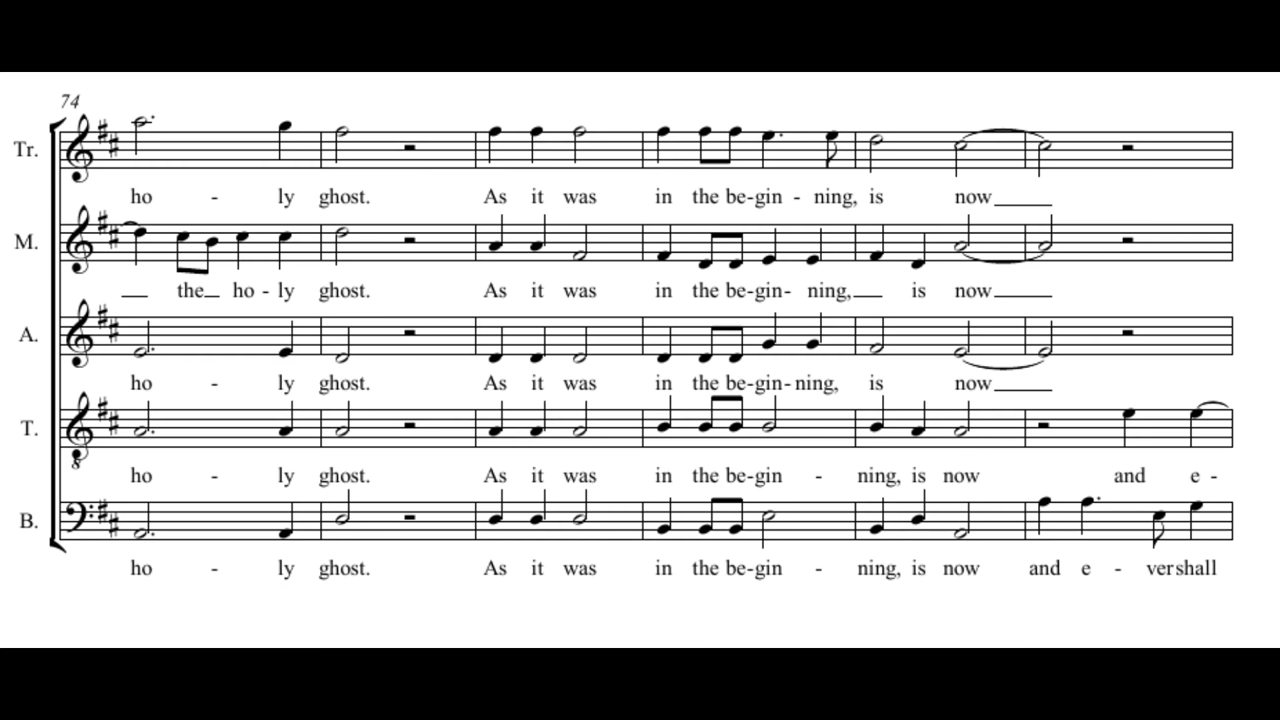 74
Tr.
ho - ly ghost. As it was in the be-gin - ning, is now
M.
the ho - ly ghost. As it was in the be-gin- ning, is now
A.
ho - ly ghost. As it was in the be-gin-ning, is now
T.
ho - ly ghost. As it was in the be-gin - ning, is now and e -
8
B.
ho - ly ghost. As it was in the be-gin - ning, is now and e - ver shall